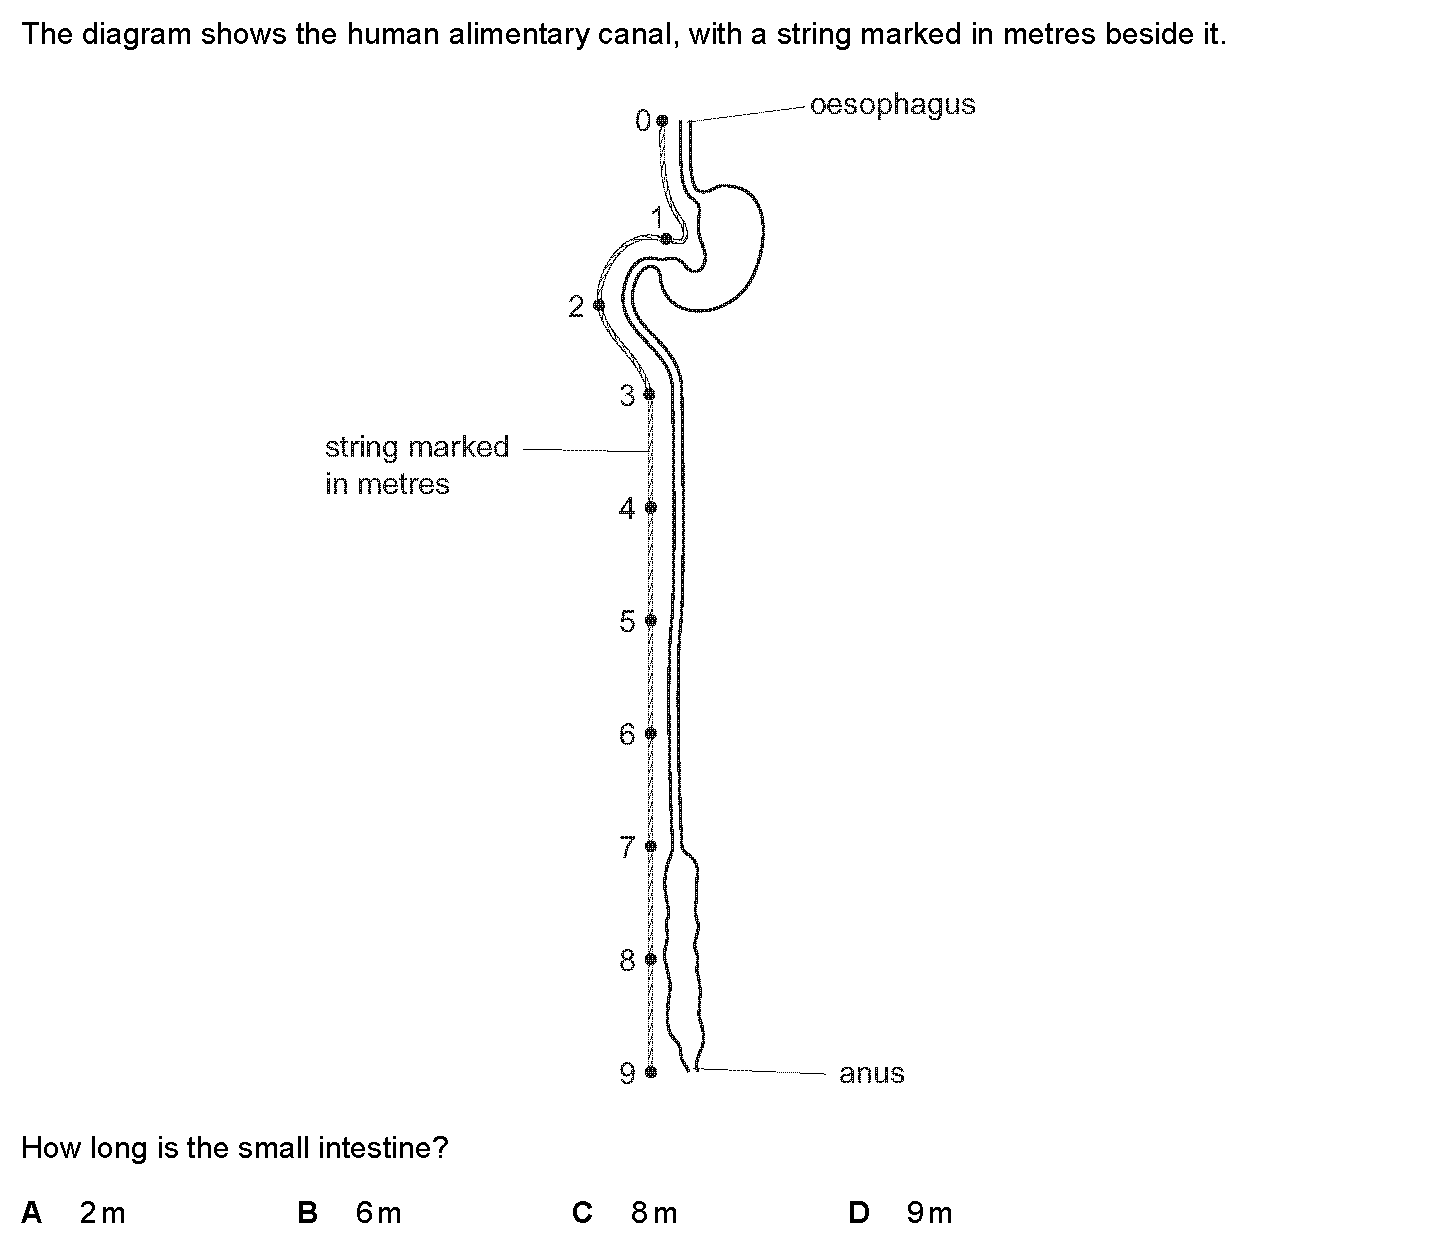 The diagram shows the human alimentary canal, with a string marked in metres beside it.
oesophagus
0
1
2
3
string marked
in metres
4
5
6
7
8
9
anus
How long is the small intestine?
A 2 m B 6 m C 8 m D 9 m